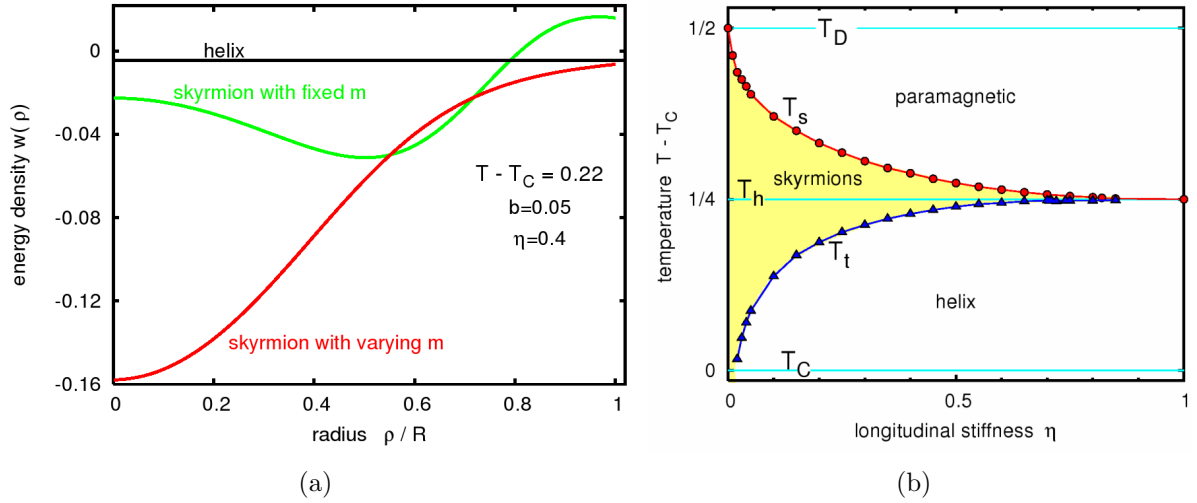 energy density w( ρ)
0
-0.04
-0.08
-0.12
-0.16
helix
skyrmion with fixed m
T - T_C = 0.22
b=0.05
η=0.4
skyrmion with varying m
0 0.2 0.4 0.6 0.8 1
radius ρ / R
(a)
temperature T - T_C
1/2
1/4
0
T_D
paramagnetic
T_s
skyrmions
T_h
T_t
helix
T_C
0 0.5 1
longitudinal stiffness η
(b)